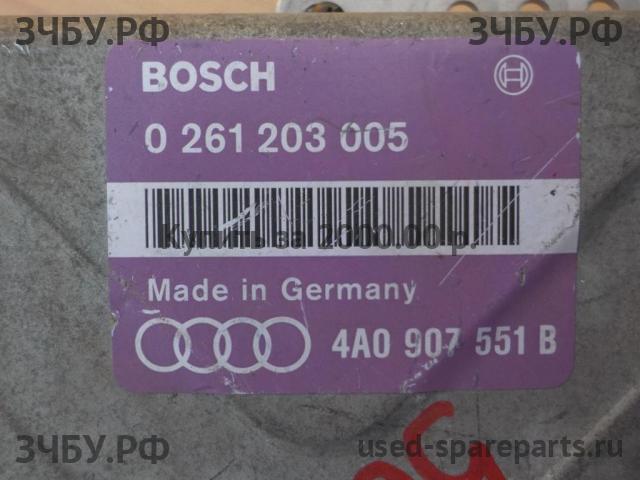 ЗЧБУ.РФ ЗЧБУ.РФ
BOSCH
0 261 203 005
Купить за 2000.00 р.
Made in Germany
4A0 907 551 B
ЗЧБУ.РФ used-spareparts.ru